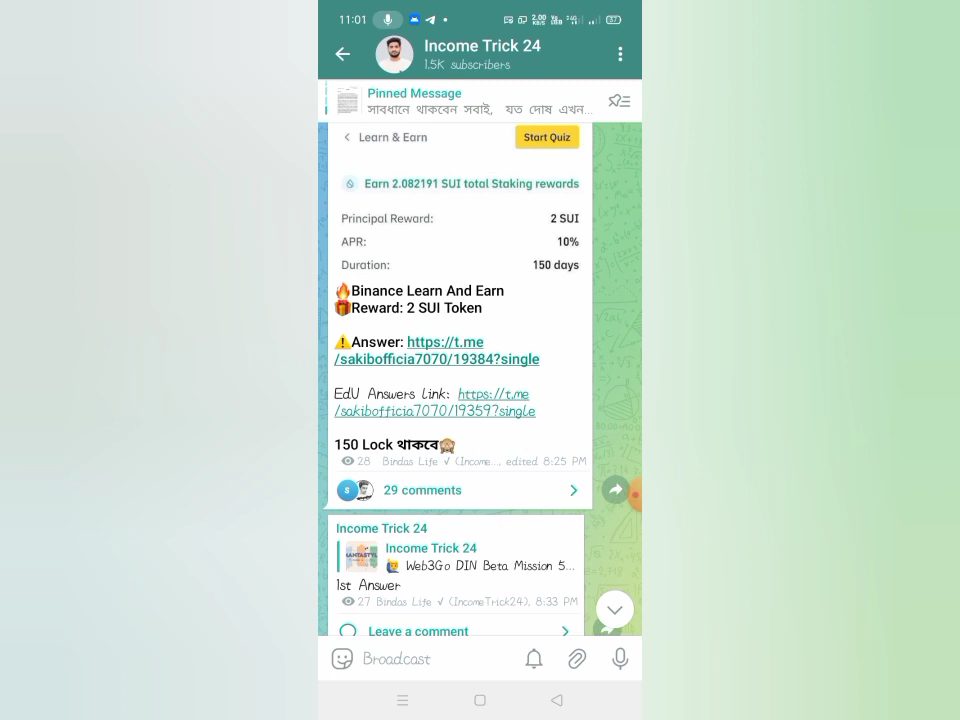 11:01
2.00 KB/S
57
Income Trick 24
1.5K subscribers
Pinned Message
সাবধানে থাকবেন সবাই, যত দোষ এখন...
Learn & Earn
Start Quiz
Earn 2.082191 SUI total Staking rewards
Principal Reward: 2 SUI
APR: 10%
Duration: 150 days
🔥Binance Learn And Earn
🎁Reward: 2 SUI Token
⚠️Answer: https://t.me
/sakibofficia7070/19384?single
EdU Answers link: https://t.me
/sakibofficia7070/19359?single
150 Lock থাকবে🙈
28 Bindas Life √ (Income..., edited 8:25 PM
S
29 comments
Income Trick 24
Income Trick 24
🙋‍♂️ Web3Go DIN Beta Mission 5...
1st Answer
27 Bindas Life √ (IncomeTrick24), 8:33 PM
Leave a comment
Broadcast